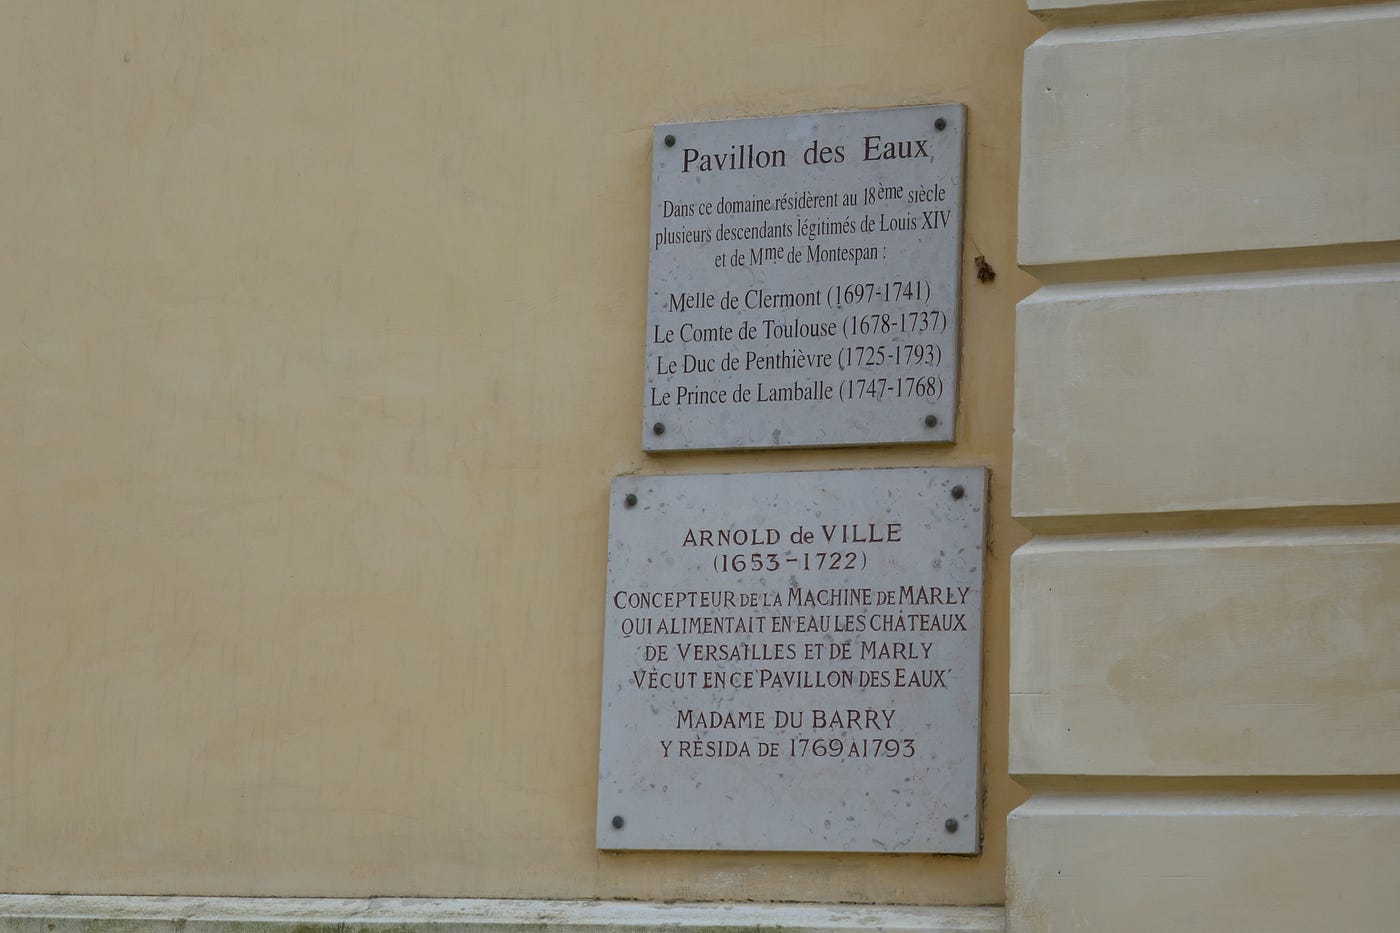 Pavillon des Eaux
Dans ce domaine résidèrent au 18ème siècle
plusieurs descendants légitimés de Louis XIV
et de Mme de Montespan :
Melle de Clermont (1697-1741)
Le Comte de Toulouse (1678-1737)
Le Duc de Penthièvre (1725-1793)
Le Prince de Lamballe (1747-1768)
ARNOLD de VILLE
(1653-1722)
CONCEPTEUR DE LA MACHINE DE MARLY
QUI ALIMENTAIT EN EAU LES CHÂTEAUX
DE VERSAILLES ET DE MARLY
VÉCUT EN CE 'PAVILLON DES EAUX'
MADAME DU BARRY
Y RÉSIDA DE 1769 À 1793